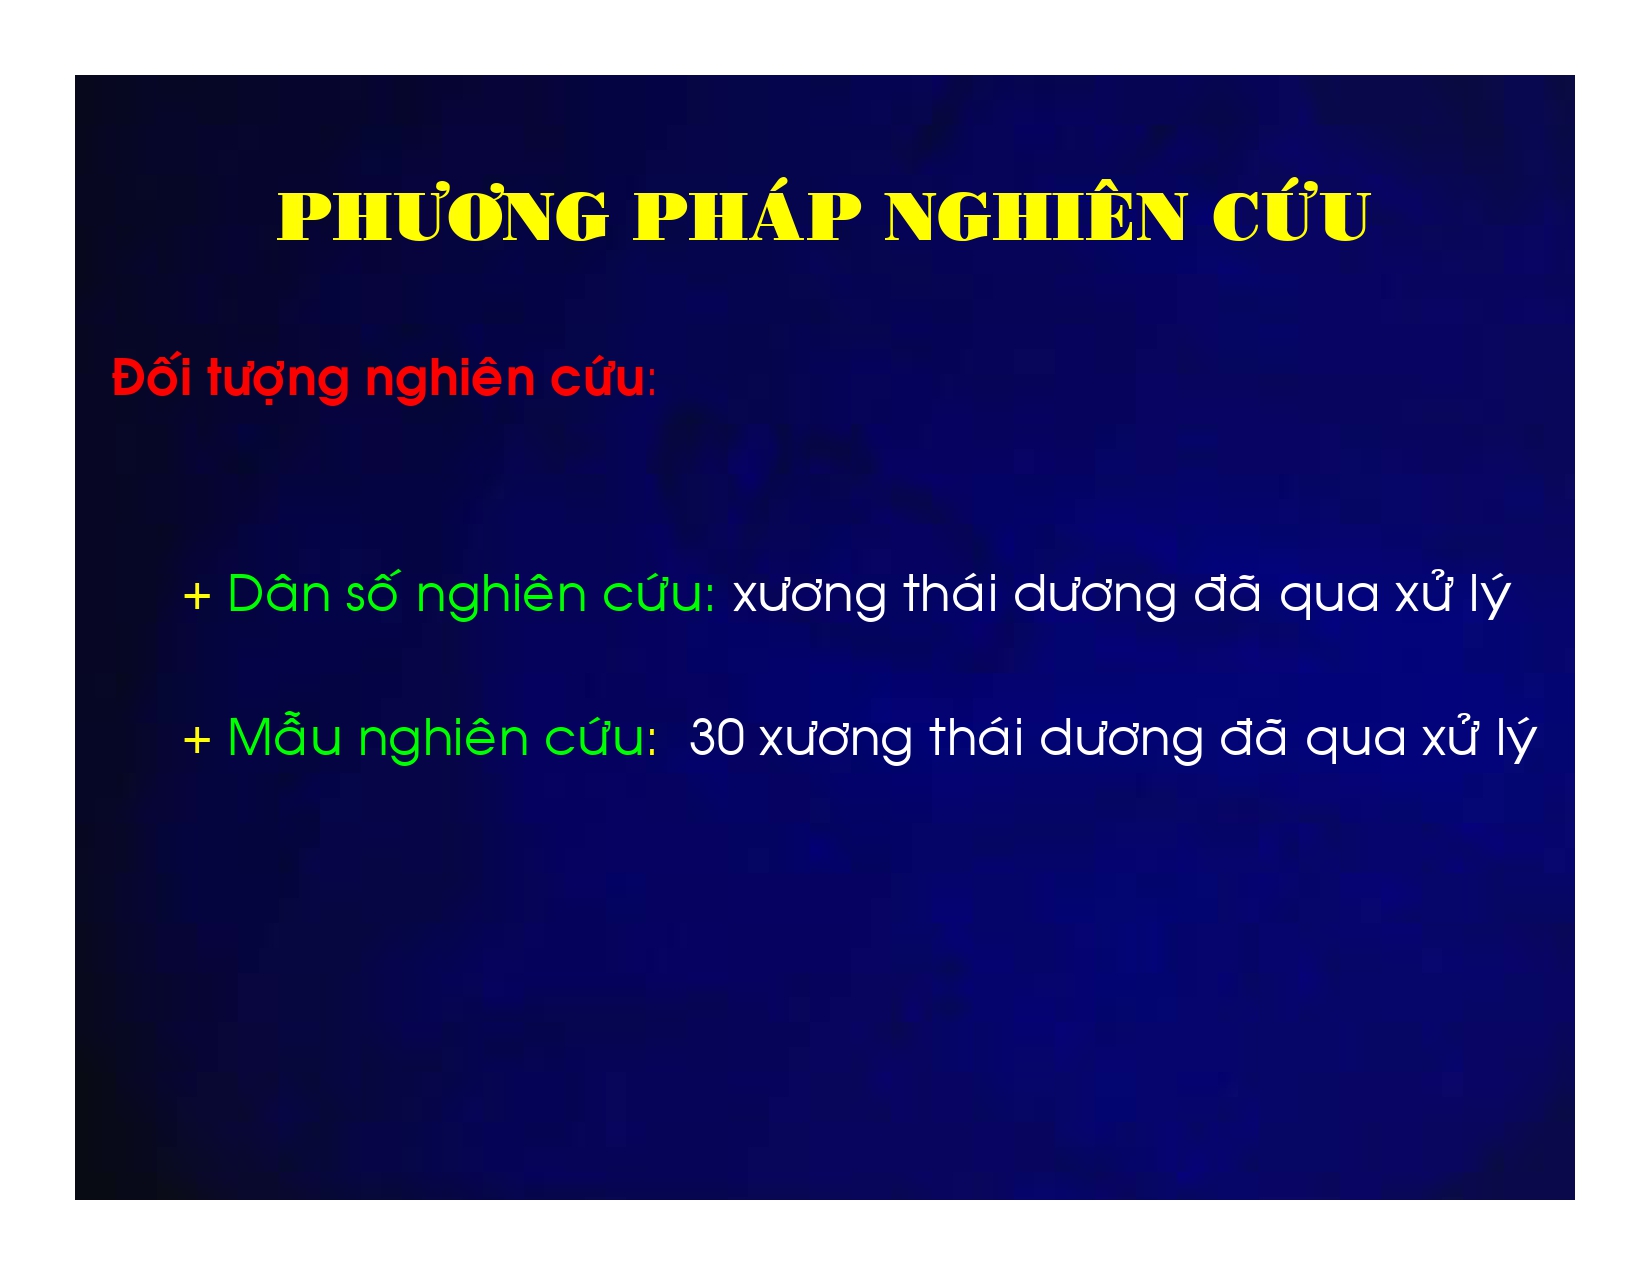 PHƯƠNG PHÁP NGHIÊN CỨU
Đối tượng nghiên cứu:
+ Dân số nghiên cứu: xương thái dương đã qua xử lý
+ Mẫu nghiên cứu: 30 xương thái dương đã qua xử lý